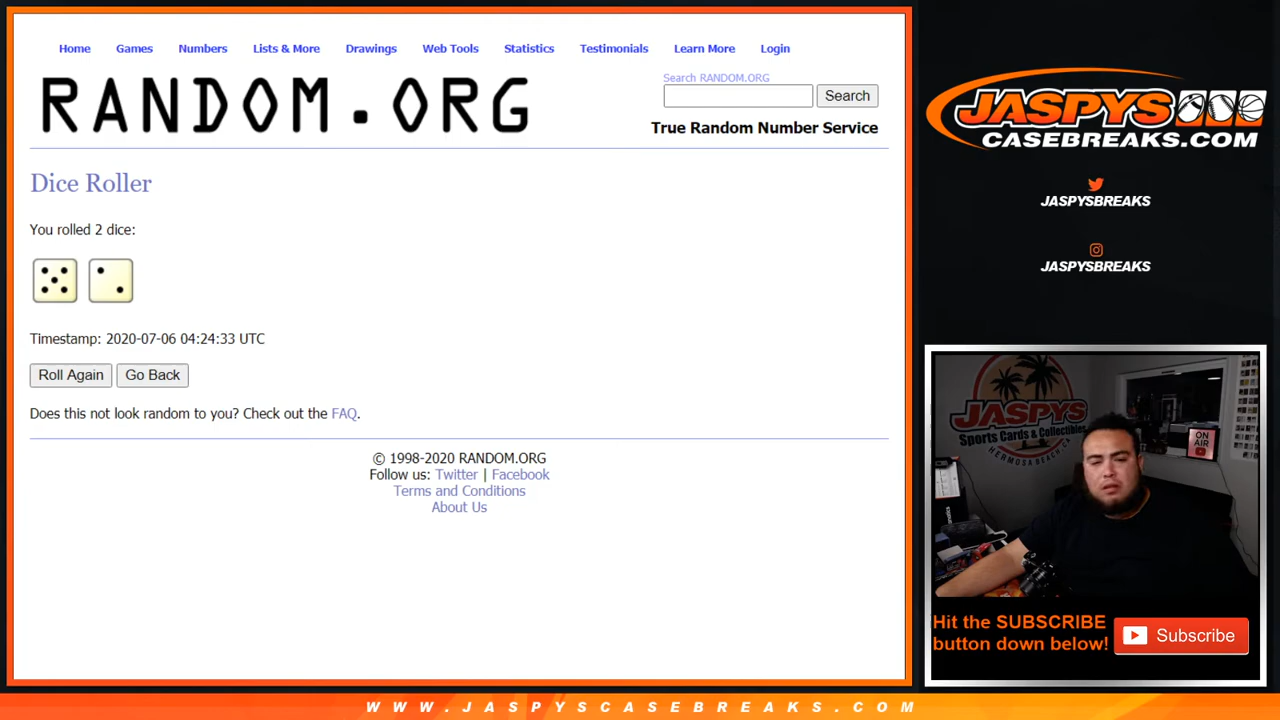 Home Games Numbers Lists & More Drawings Web Tools Statistics Testimonials Learn More Login
RANDOM.ORG
Search RANDOM.ORG
Search
True Random Number Service
Dice Roller
You rolled 2 dice:
Timestamp: 2020-07-06 04:24:33 UTC
Roll Again Go Back
Does this not look random to you? Check out the FAQ.
© 1998-2020 RANDOM.ORG
Follow us: Twitter | Facebook
Terms and Conditions
About Us
JASPYS
CASEBREAKS.COM
JASPYSBREAKS
JASPYSBREAKS
JASPYS
Sports Cards & Collectibles
HERMOSA BEACH, CA
ON AIR
Hit the SUBSCRIBE
button down below!
Subscribe
WWW.JASPYSCASEBREAKS.COM